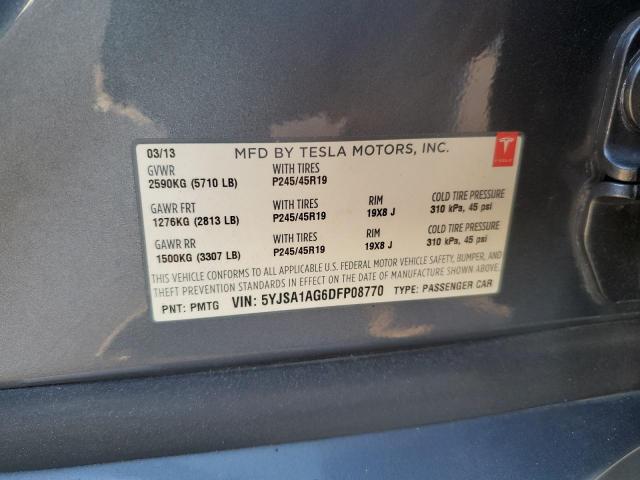 03/13 MFD BY TESLA MOTORS, INC.
GVWR WITH TIRES
2590KG (5710 LB) P245/45R19
GAWR FRT WITH TIRES RIM COLD TIRE PRESSURE
1276KG (2813 LB) P245/45R19 19X8 J 310 kPa, 45 psi
GAWR RR WITH TIRES RIM COLD TIRE PRESSURE
1500KG (3307 LB) P245/45R19 19X8 J 310 kPa, 45 psi
THIS VEHICLE CONFORMS TO ALL APPLICABLE U.S. FEDERAL MOTOR VEHICLE SAFETY, BUMPER, AND
THEFT PREVENTION STANDARDS IN EFFECT ON THE DATE OF MANUFACTURE SHOWN ABOVE.
PNT: PMTG VIN: 5YJSA1AG6DFP08770 TYPE: PASSENGER CAR
TESLA